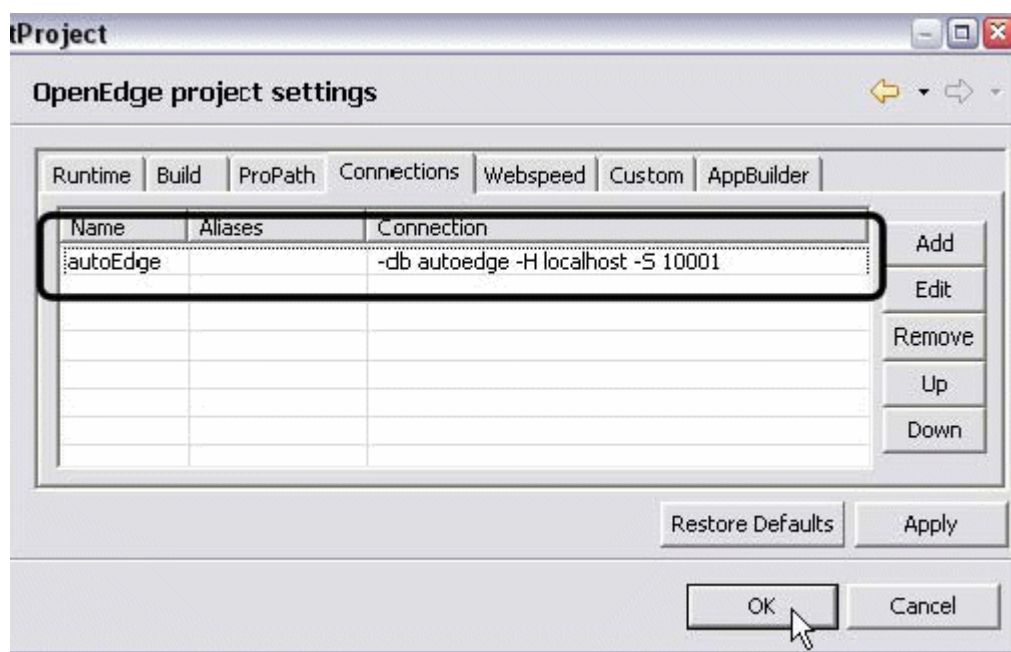 tProject
OpenEdge project settings
Runtime Build ProPath Connections Webspeed Custom AppBuilder
Name Aliases Connection
autoEdge -db autoedge -H localhost -S 10001
Add
Edit
Remove
Up
Down
Restore Defaults Apply
OK Cancel